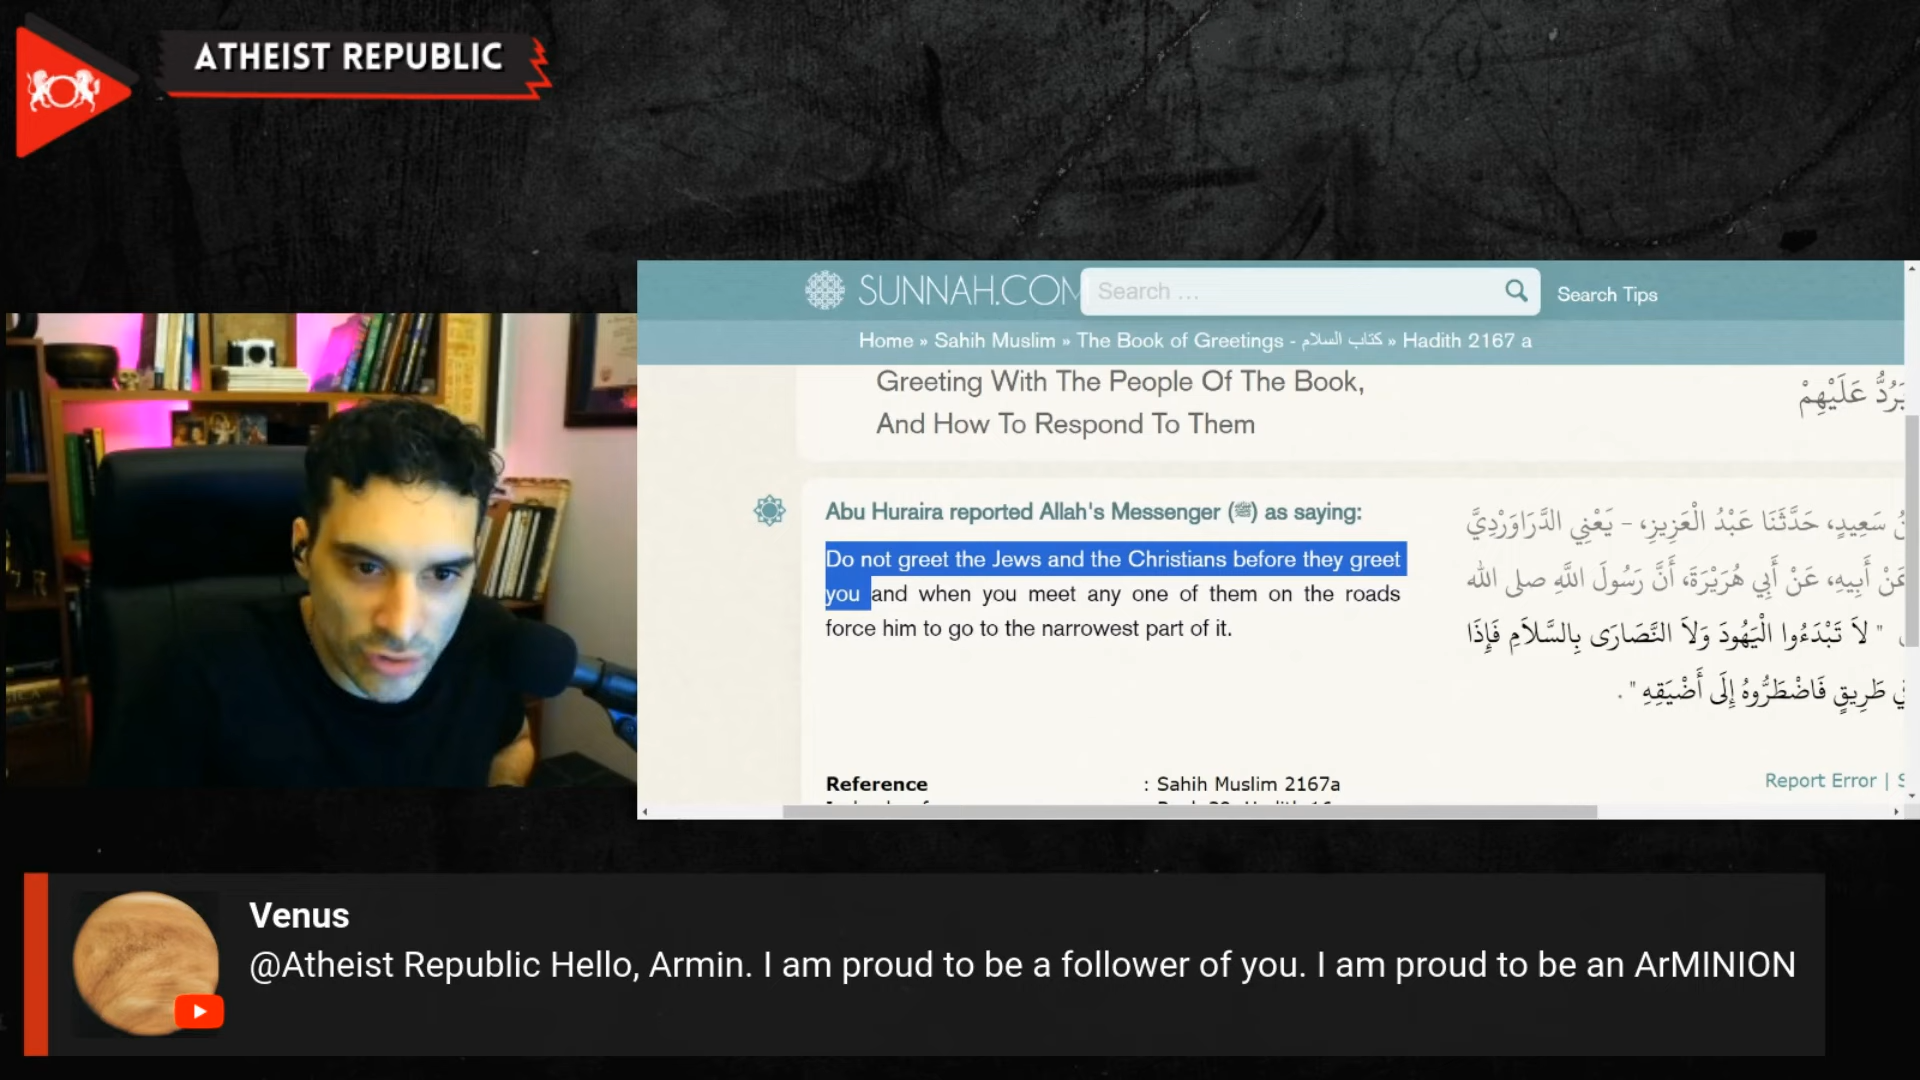 ATHEIST REPUBLIC
SUNNAH.COM
Search ...
Search Tips
Home » Sahih Muslim » The Book of Greetings - كتاب السلام » Hadith 2167 a
Greeting With The People Of The Book,
And How To Respond To Them
يَرُدُّ عَلَيْهِمْ
Abu Huraira reported Allah's Messenger (ﷺ) as saying:
Do not greet the Jews and the Christians before they greet
you and when you meet any one of them on the roads
force him to go to the narrowest part of it.
سَعِيدٍ، حَدَّثَنَا عَبْدُ الْعَزِيزِ، - يَعْنِي الدَّرَاوَرْدِيَّ
عَنْ أَبِيهِ، عَنْ أَبِي هُرَيْرَةَ، أَنَّ رَسُولَ اللَّهِ صلى الله
" لاَ تَبْدَءُوا الْيَهُودَ وَلاَ النَّصَارَى بِالسَّلاَمِ فَإِذَا
طَرِيقٍ فَاضْطَرُّوهُ إِلَى أَضْيَقِهِ " .
Reference : Sahih Muslim 2167a
Report Error |
Venus
@Atheist Republic Hello, Armin. I am proud to be a follower of you. I am proud to be an ArMINION